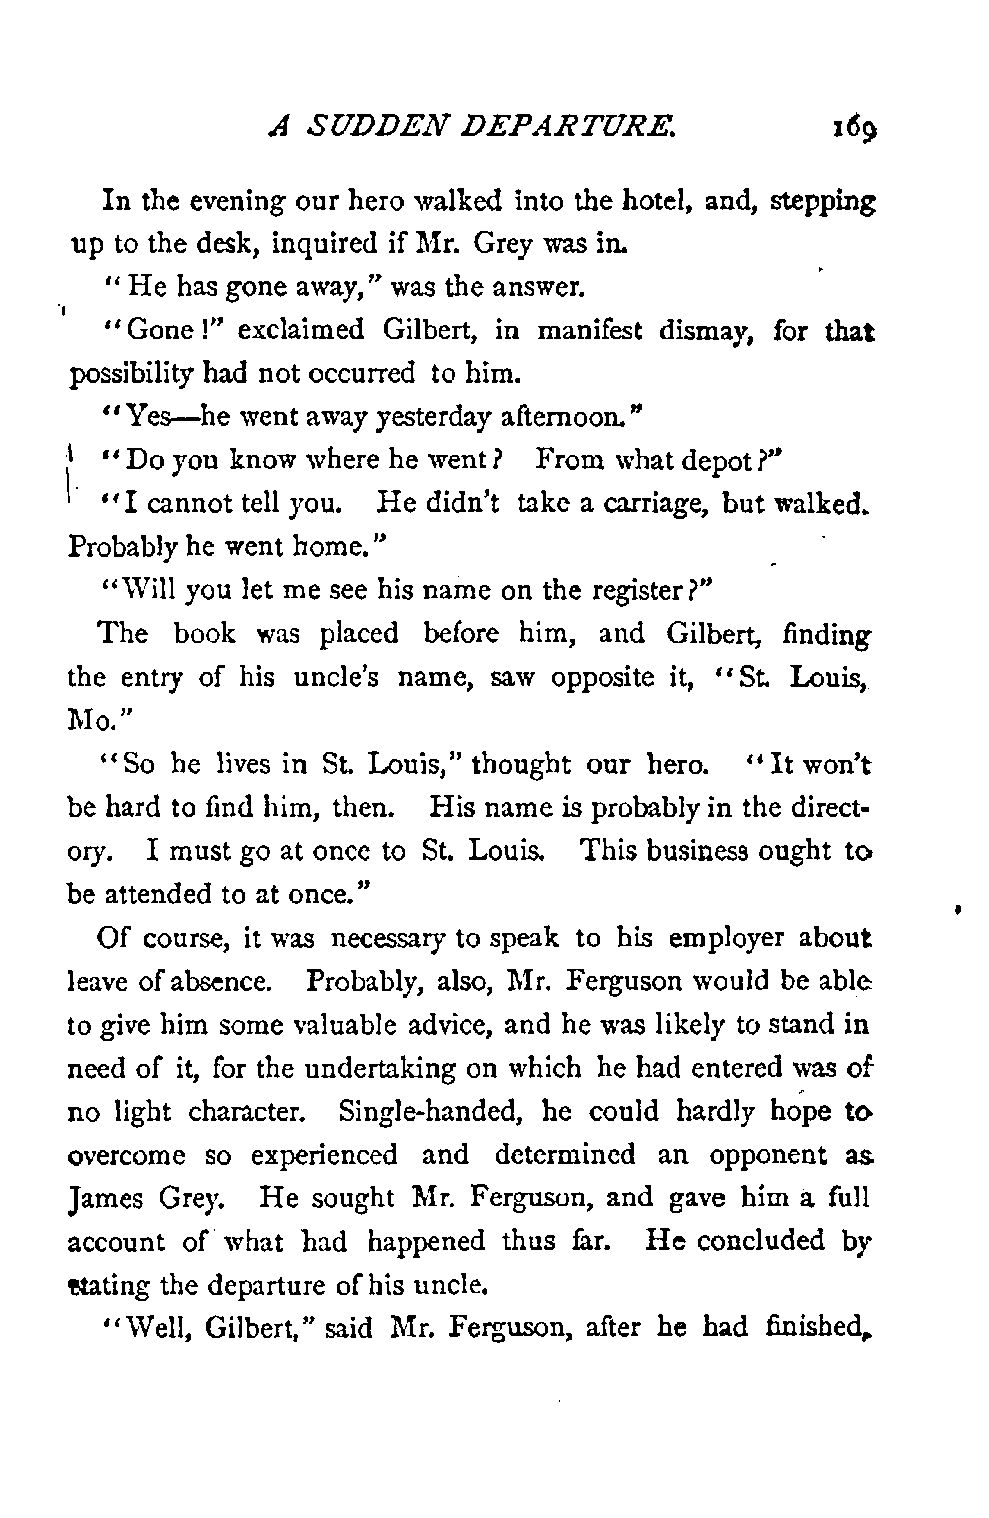 A SUDDEN DEPARTURE. 169
In the evening our hero walked into the hotel, and, stepping
up to the desk, inquired if Mr. Grey was in.
"He has gone away," was the answer.
"Gone!" exclaimed Gilbert, in manifest dismay, for that
possibility had not occurred to him.
"Yes—he went away yesterday afternoon."
"Do you know where he went? From what depot?"
"I cannot tell you. He didn't take a carriage, but walked.
Probably he went home."
"Will you let me see his name on the register?"
The book was placed before him, and Gilbert, finding
the entry of his uncle's name, saw opposite it, "St. Louis,
Mo."
"So he lives in St. Louis," thought our hero. "It won't
be hard to find him, then. His name is probably in the direct-
ory. I must go at once to St. Louis. This business ought to
be attended to at once."
Of course, it was necessary to speak to his employer about
leave of absence. Probably, also, Mr. Ferguson would be able
to give him some valuable advice, and he was likely to stand in
need of it, for the undertaking on which he had entered was of
no light character. Single-handed, he could hardly hope to
overcome so experienced and determined an opponent as
James Grey. He sought Mr. Ferguson, and gave him a full
account of what had happened thus far. He concluded by
stating the departure of his uncle.
"Well, Gilbert," said Mr. Ferguson, after he had finished,